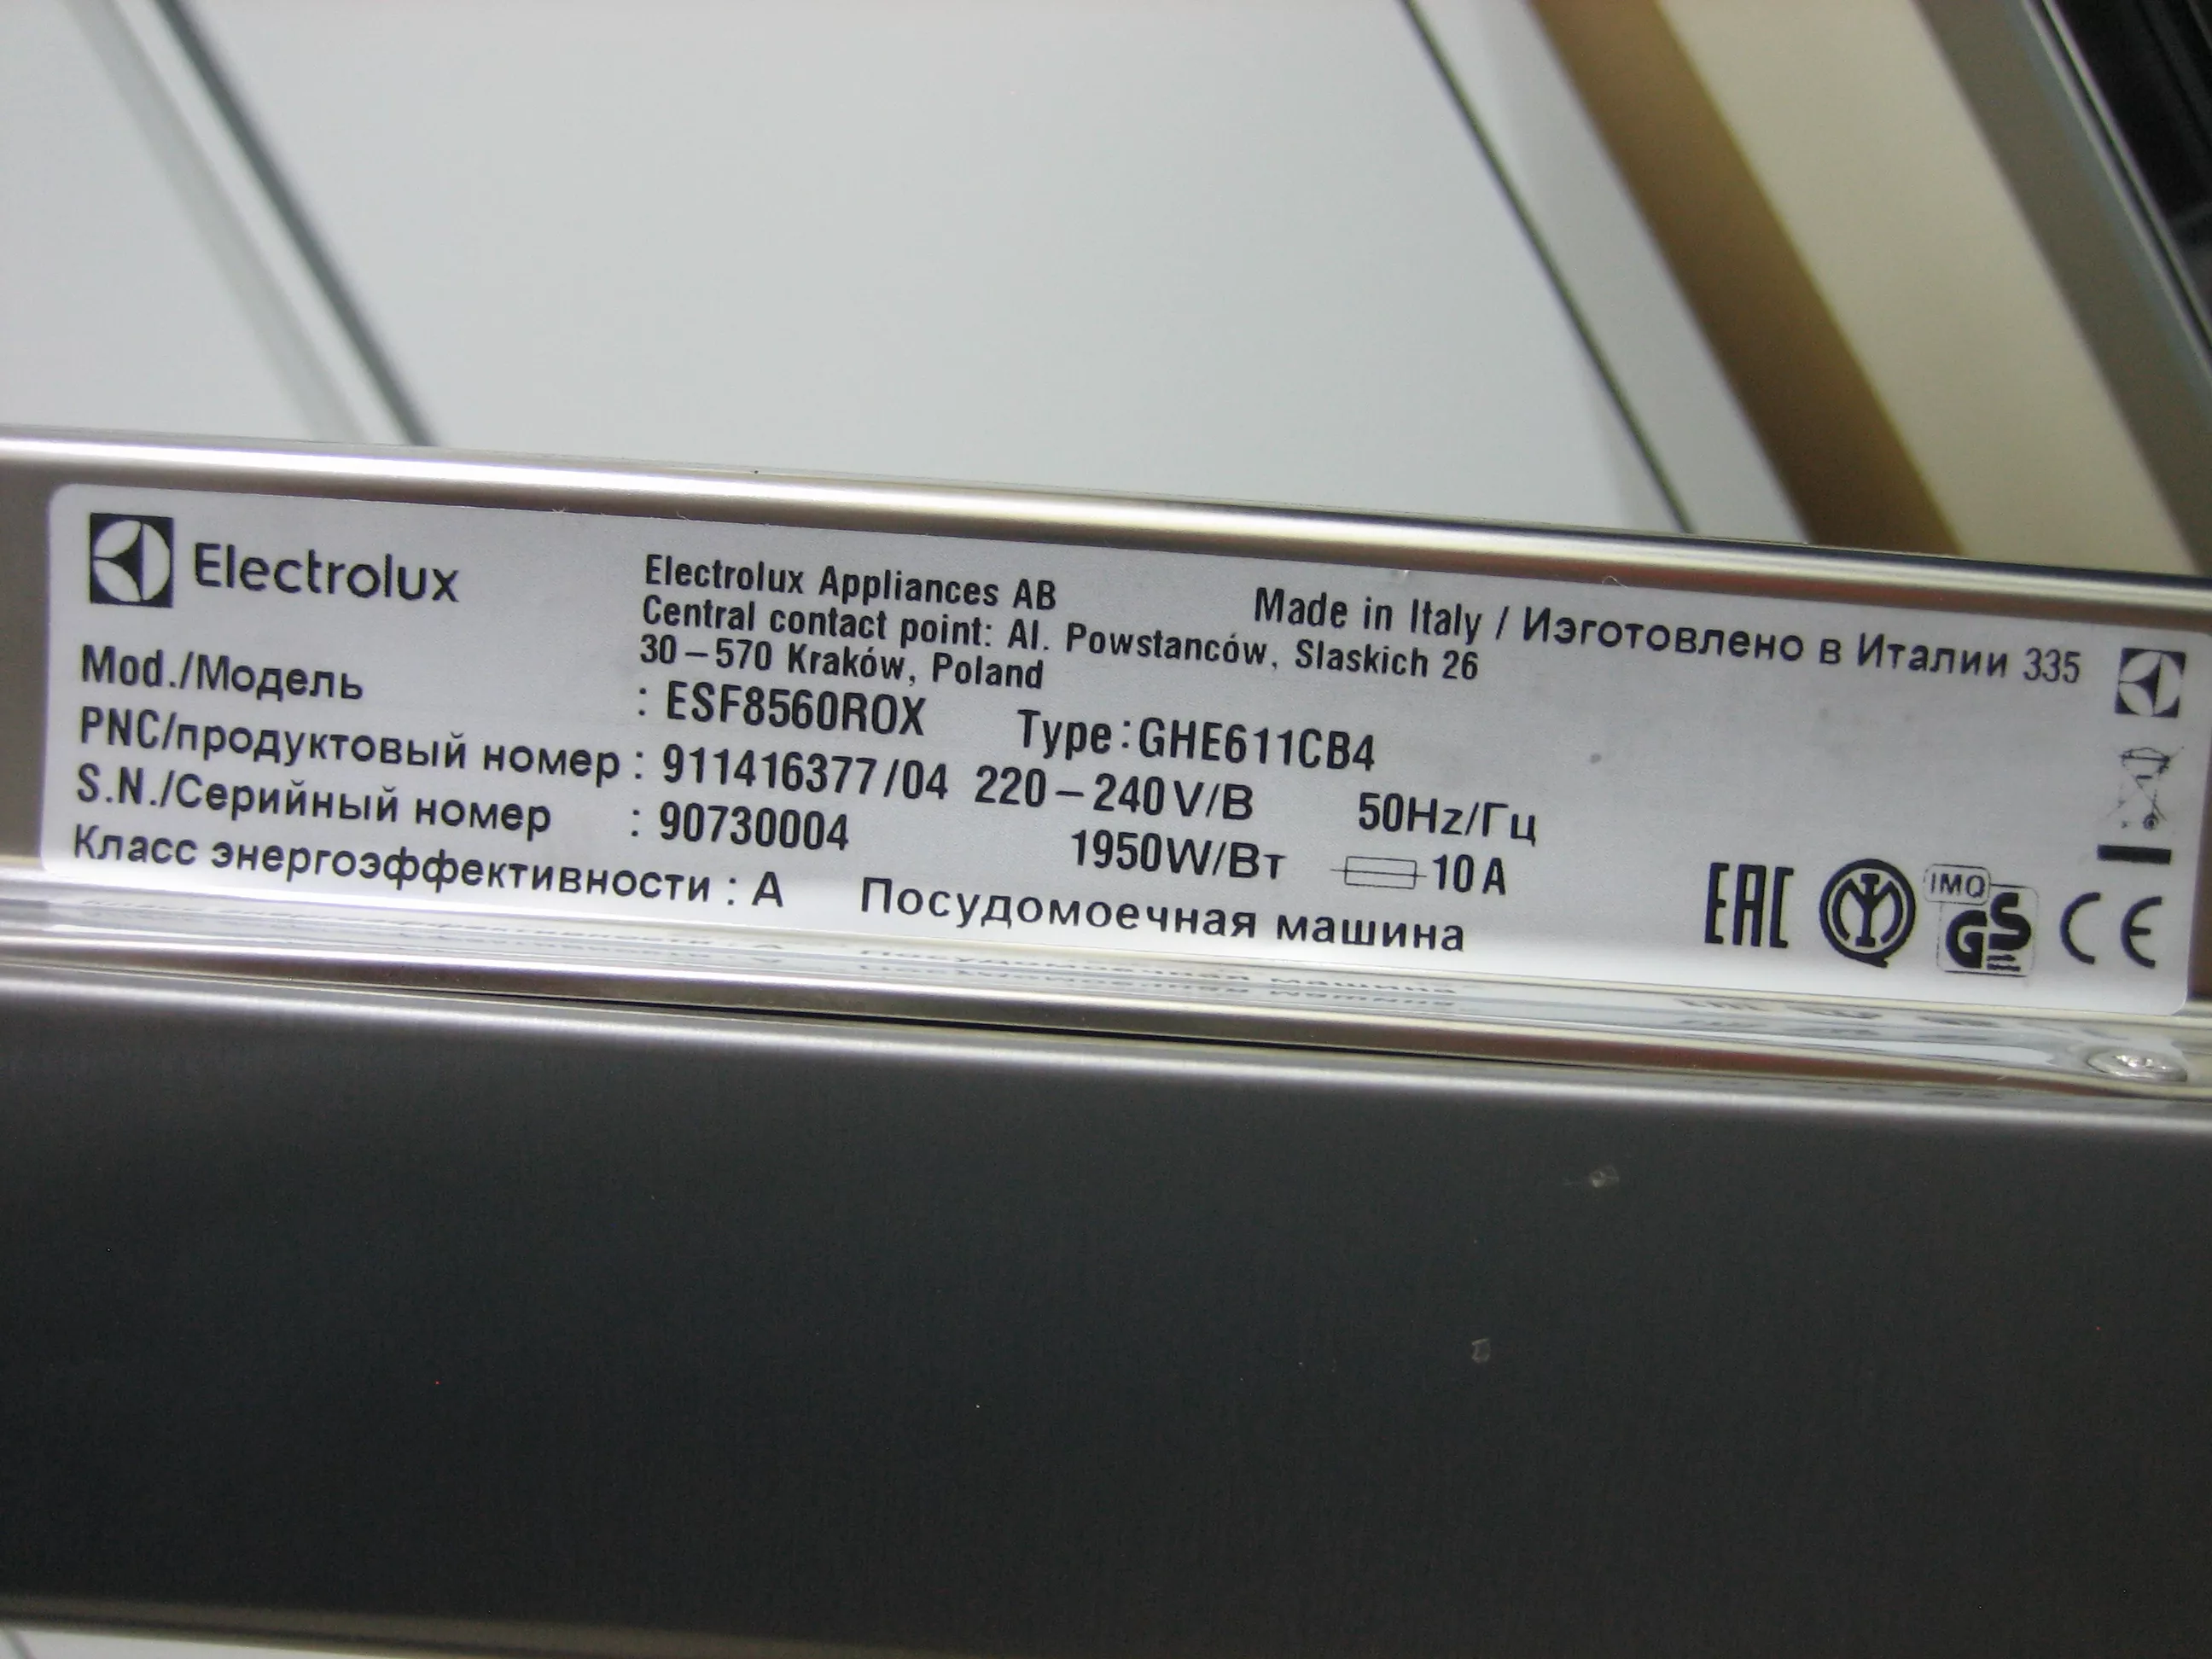 Electrolux
Electrolux Appliances AB
Central contact point: Al. Powstanców, Slaskich 26
30-570 Kraków, Poland
Made in Italy / Изготовлено в Италии 335
Mod./Модель : ESF8560ROX Type:GHE611CB4
PNC/продуктовый номер : 911416377/04 220-240V/В 50Hz/Гц
S.N./Серийный номер : 90730004 1950W/Вт 10A
Класс энергоэффективности : A Посудомоечная машина
EAC IMQ GS CE